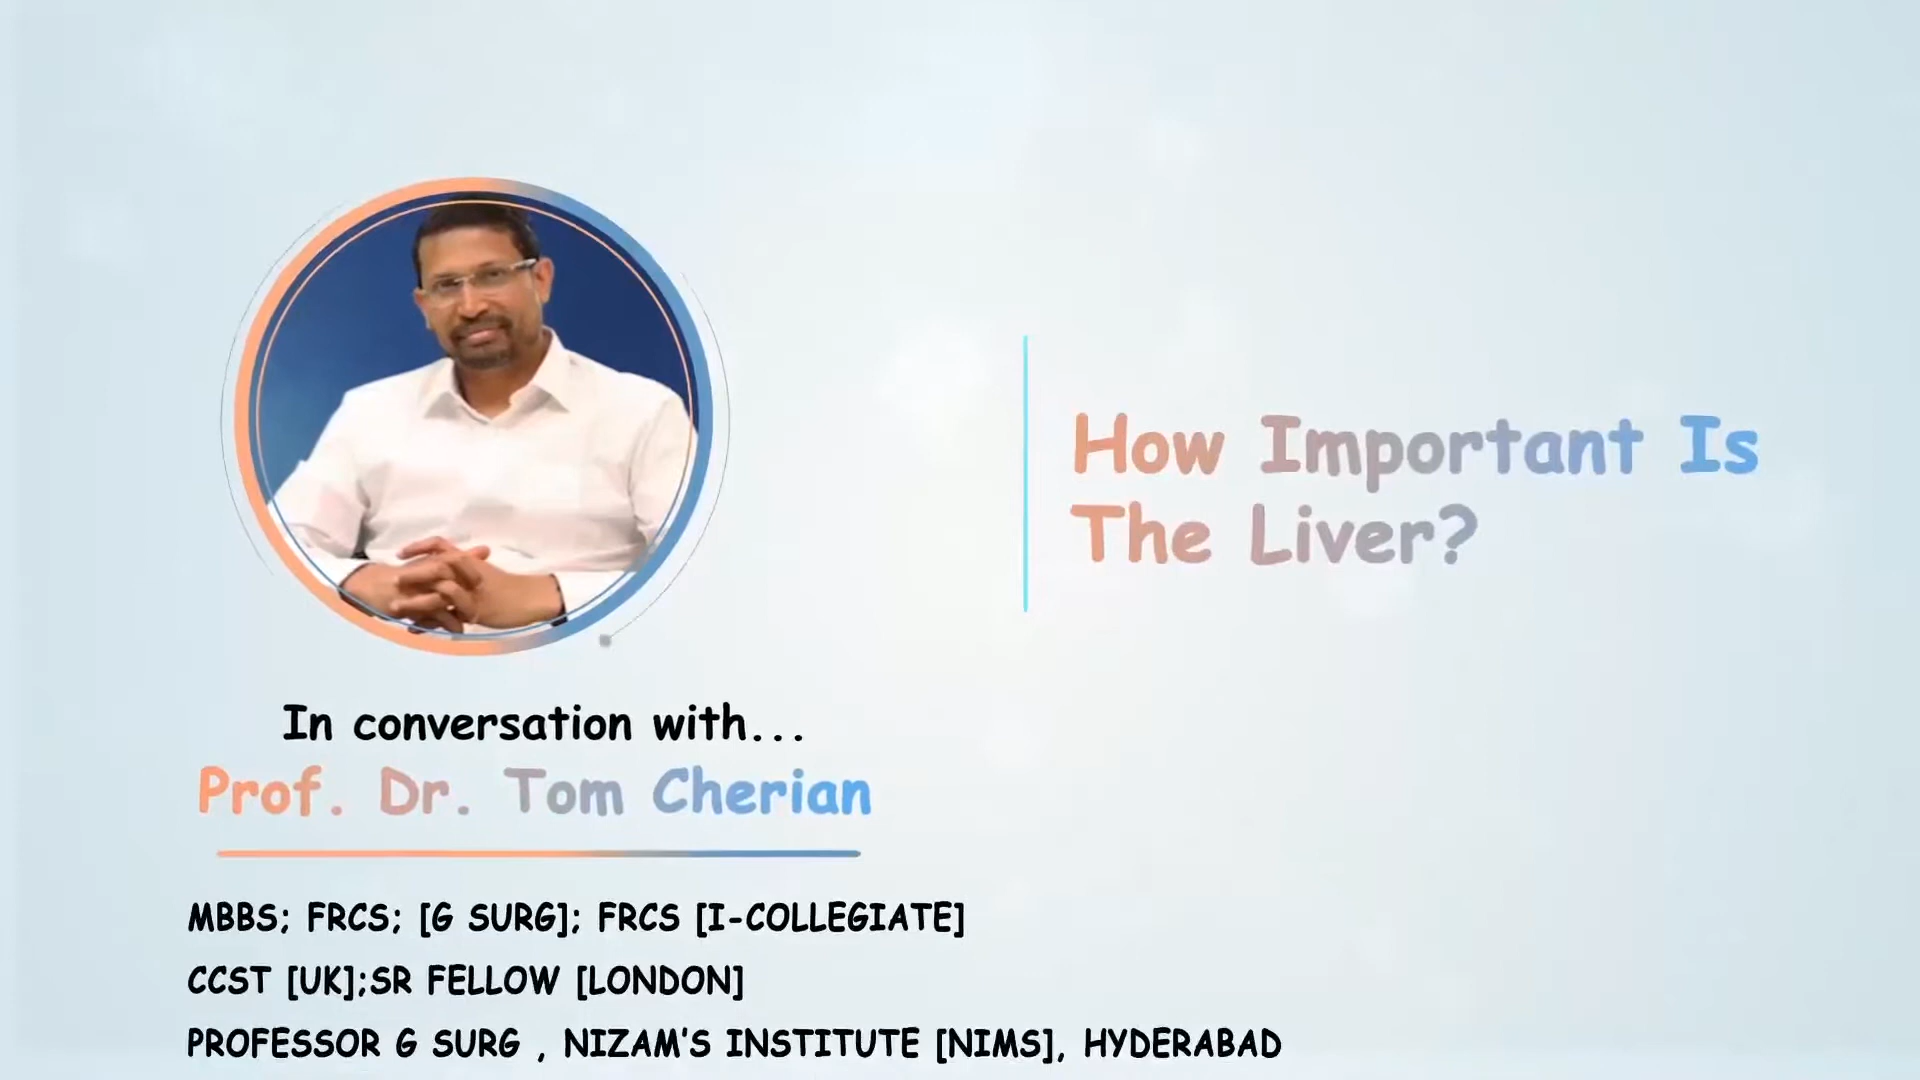 How Important Is
The Liver?
In conversation with...
Prof. Dr. Tom Cherian
MBBS; FRCS; [G SURG]; FRCS [I-COLLEGIATE]
CCST [UK];SR FELLOW [LONDON]
PROFESSOR G SURG , NIZAM'S INSTITUTE [NIMS], HYDERABAD